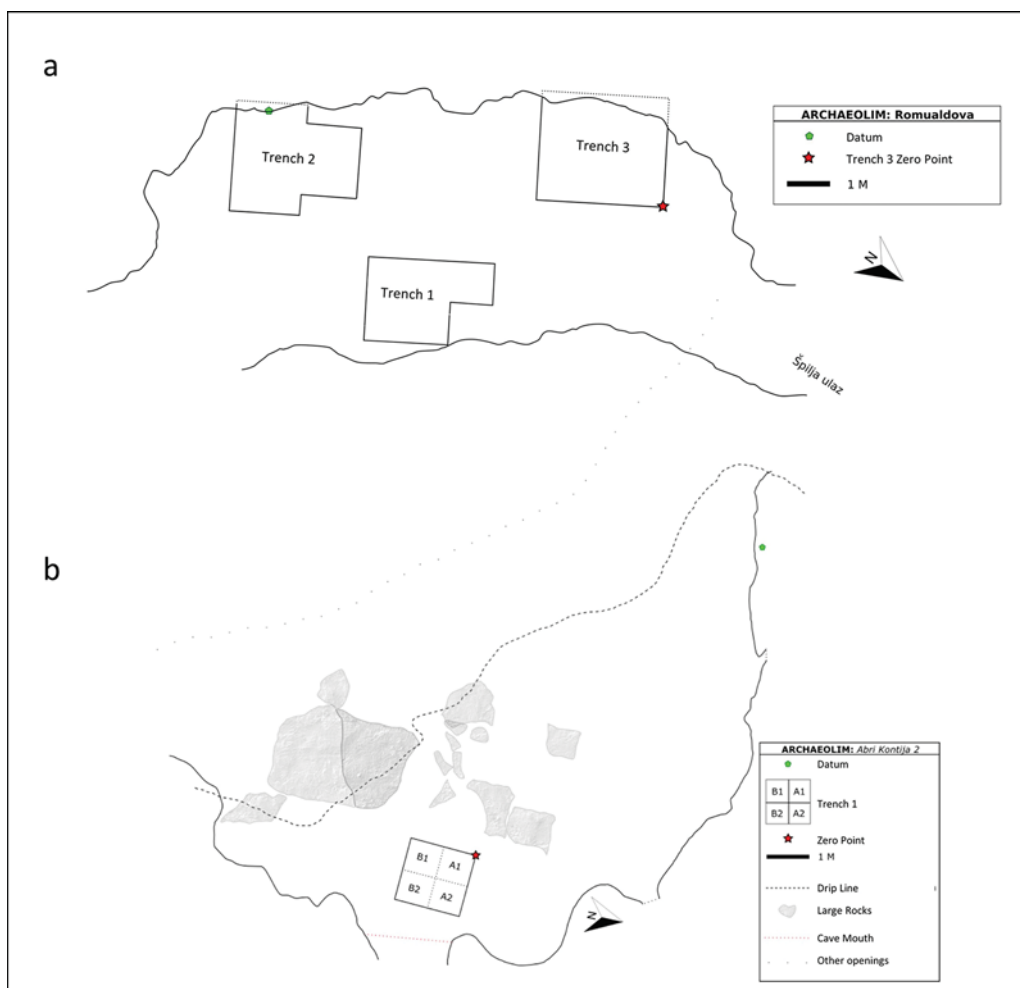 a
Trench 2
Trench 3
Trench 1
ARCHAEOLIM: Romualdova
Datum
Trench 3 Zero Point
1 M
N
Špilja ulaz
b
B1 A1
B2 A2
N
ARCHAEOLIM: Abri Kontija 2
Datum
B1 A1
B2 A2
Trench 1
Zero Point
1 M
Drip Line
Large Rocks
Cave Mouth
Other openings